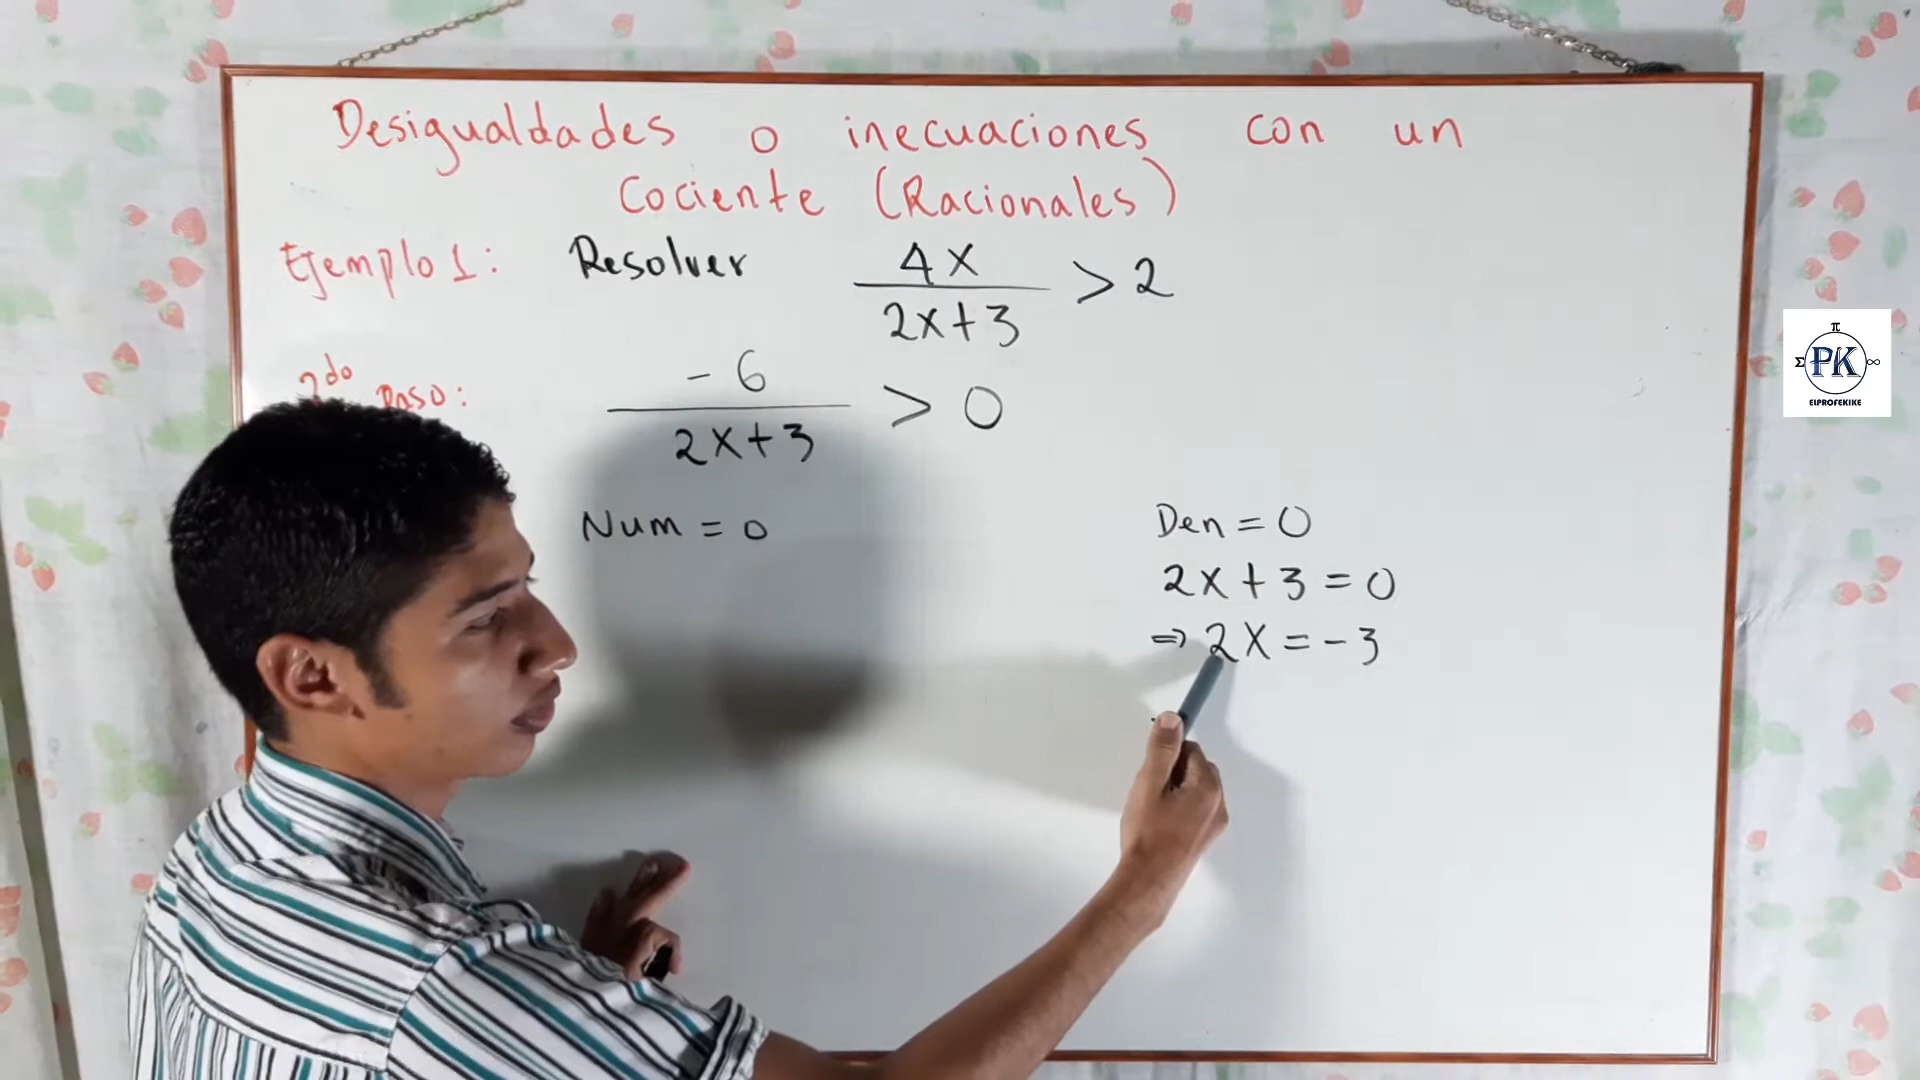 Desigualdades o inecuaciones con un
Cociente (Racionales)
Ejemplo 1: Resolver 4x / 2x+3 > 2
2do Paso: -6 / 2x+3 > 0
Num = 0
Den = 0
2x + 3 = 0
⇒ 2x = -3
π
Σ PK ∞
ElPROFEKIKE